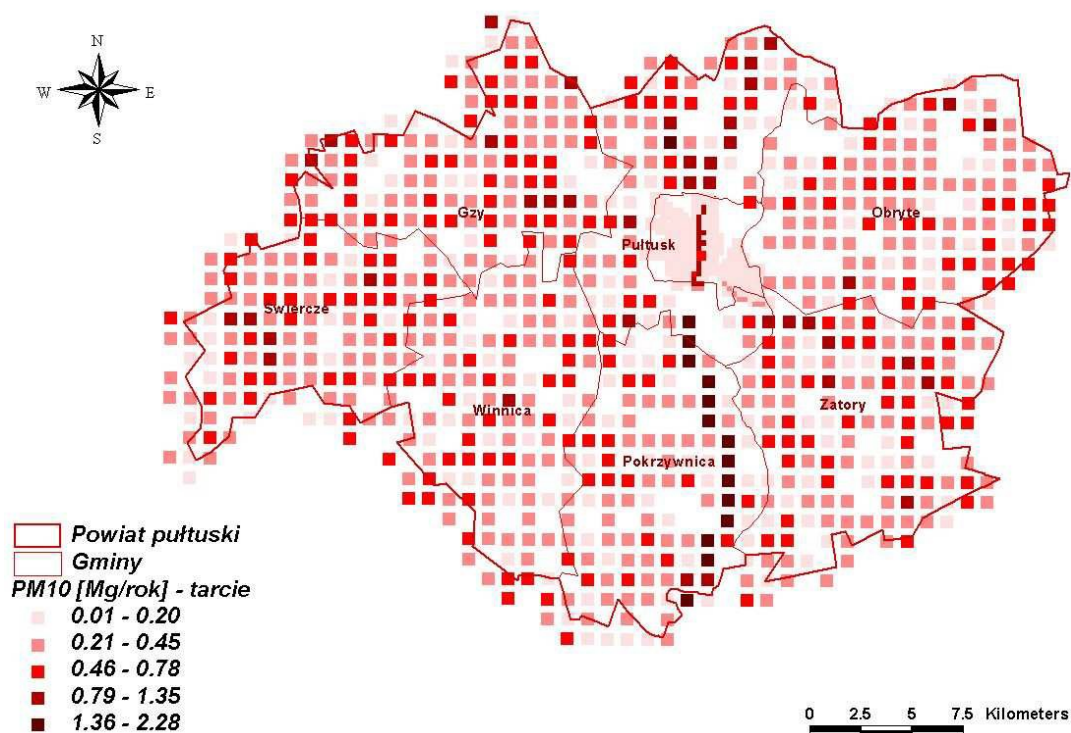 N
W E
S
Gzy
Obryte
Pułtusk
Świercze
Winnica
Zatory
Pokrzywnica
Powiat pułtuski
Gminy
PM10 [Mg/rok] - tarcie
0.01 - 0.20
0.21 - 0.45
0.46 - 0.78
0.79 - 1.35
1.36 - 2.28
0 2.5 5 7.5 Kilometers